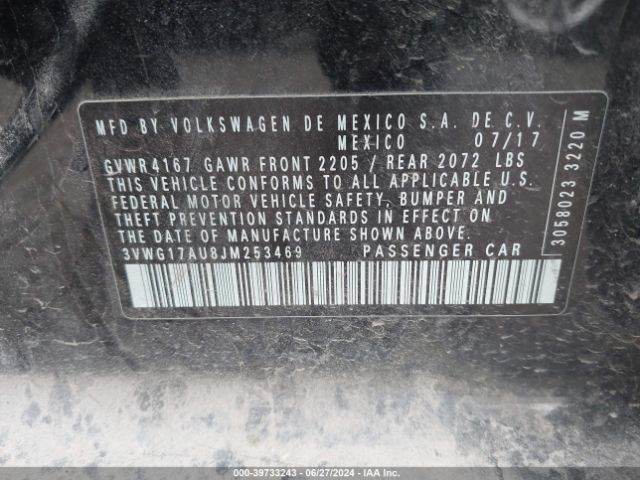 MFD BY VOLKSWAGEN DE MEXICO S.A. DE C.V.
MEXICO 07/17
GVWR 4167 GAWR FRONT 2205 / REAR 2072 LBS
THIS VEHICLE CONFORMS TO ALL APPLICABLE U.S.
FEDERAL MOTOR VEHICLE SAFETY, BUMPER AND
THEFT PREVENTION STANDARDS IN EFFECT ON
THE DATE OF MANUFACTURE SHOWN ABOVE.
3VWG17AU8JM253469 PASSENGER CAR
3058023 3220 M
000-39733243 - 06/27/2024 - IAA Inc.